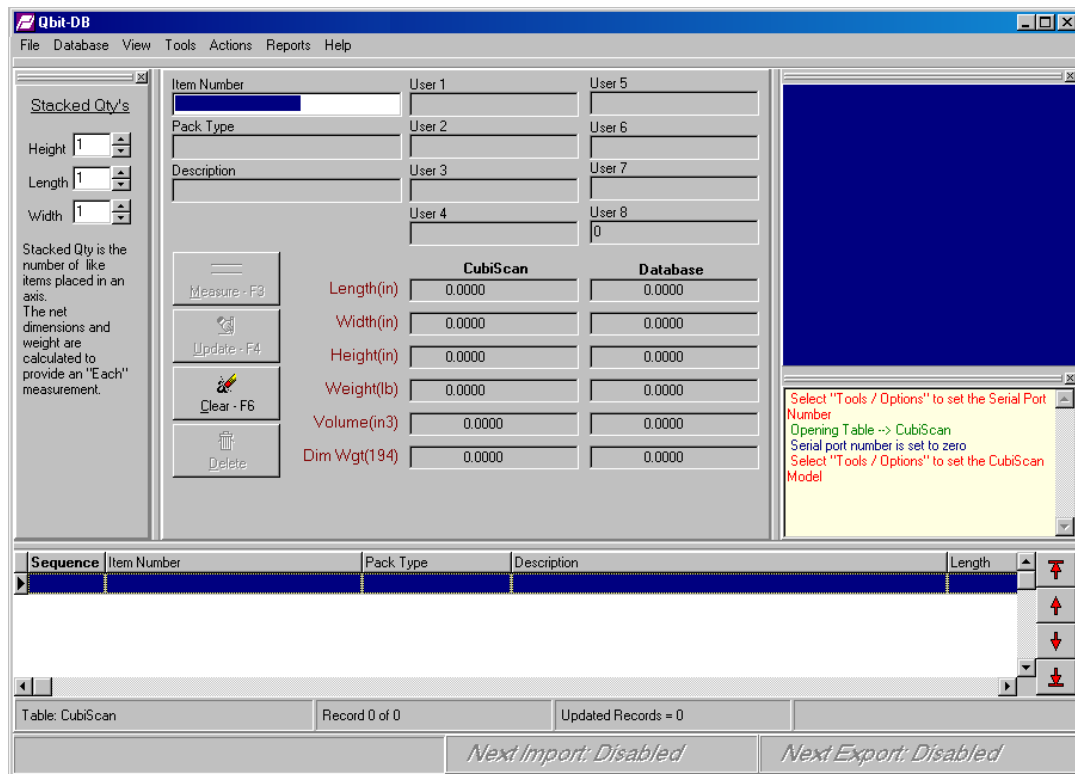 Qbit-DB
File Database View Tools Actions Reports Help
Stacked Qty's
Height 1
Length 1
Width 1
Stacked Qty is the
number of like
items placed in an
axis.
The net
dimensions and
weight are
calculated to
provide an "Each"
measurement.
Item Number
Pack Type
Description
User 1
User 2
User 3
User 4
User 5
User 6
User 7
User 8
0
Measure - F3
Update - F4
Clear - F6
Delete
CubiScan Database
Length(in) 0.0000 0.0000
Width(in) 0.0000 0.0000
Height(in) 0.0000 0.0000
Weight(lb) 0.0000 0.0000
Volume(in3) 0.0000 0.0000
Dim Wgt(194) 0.0000 0.0000
Select "Tools / Options" to set the Serial Port
Number
Opening Table --> CubiScan
Serial port number is set to zero
Select "Tools / Options" to set the CubiScan
Model
Sequence Item Number Pack Type Description Length
Table: CubiScan Record 0 of 0 Updated Records = 0
Next Import: Disabled Next Export: Disabled